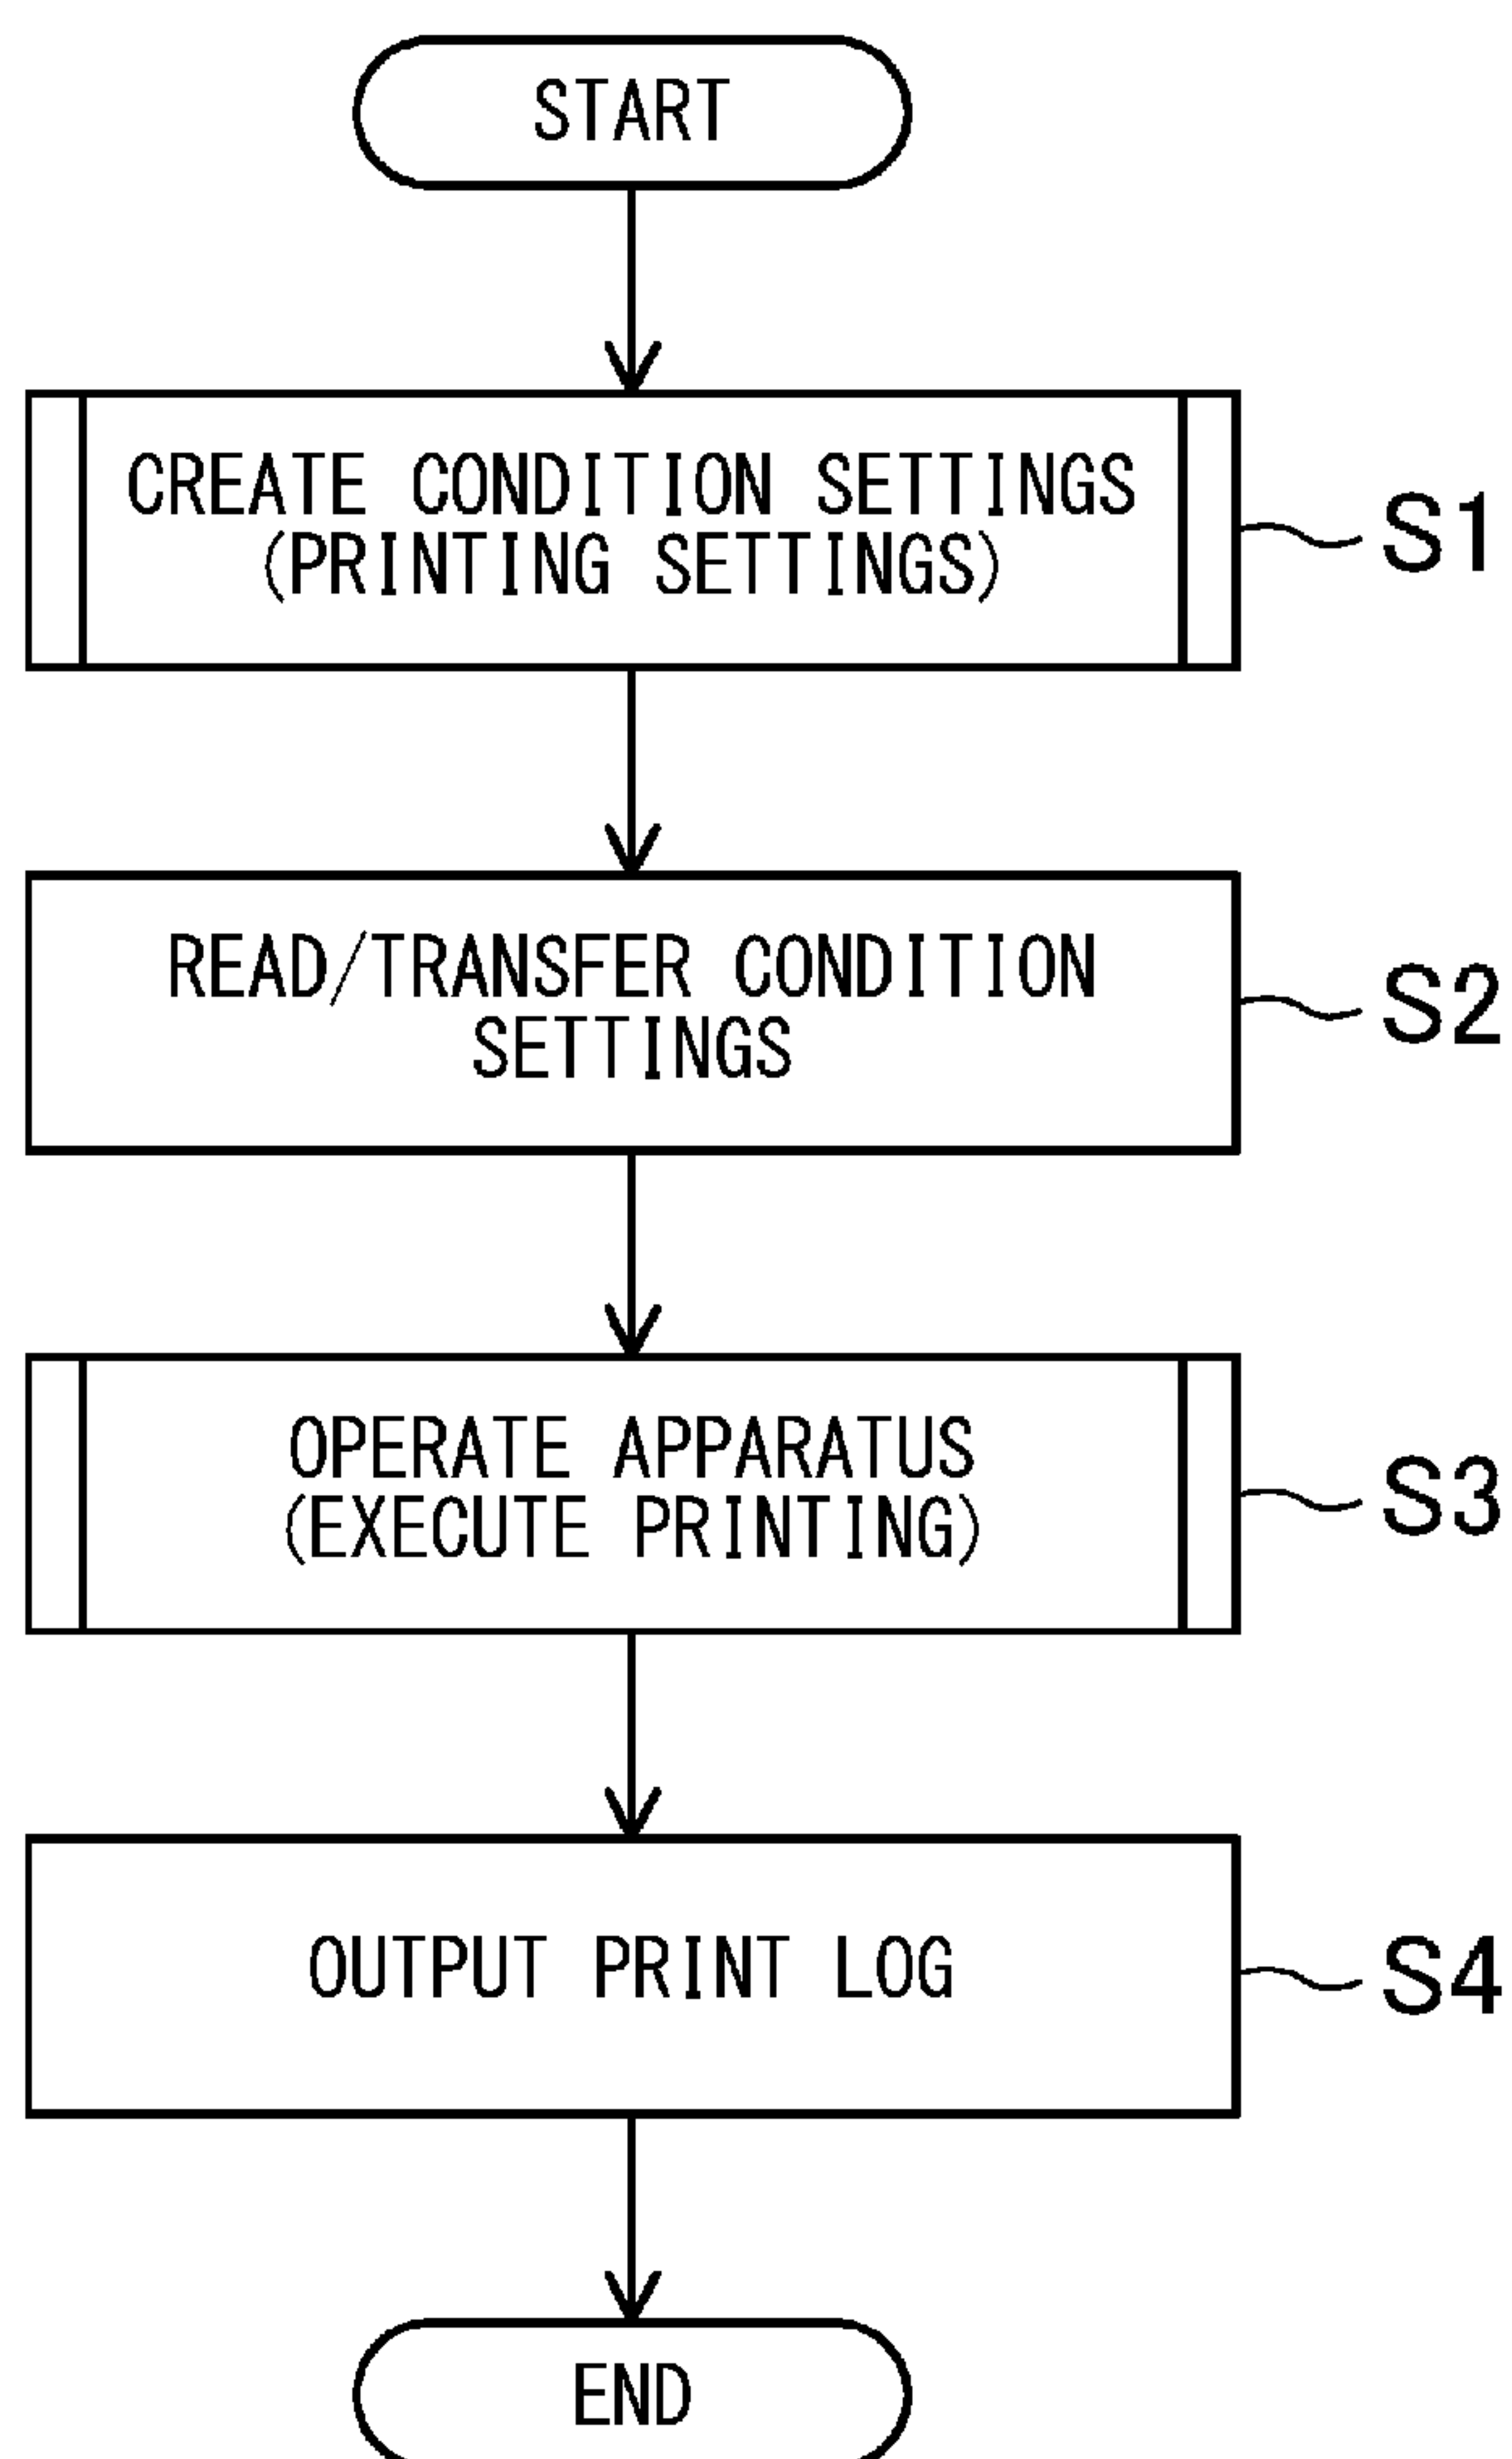 START
CREATE CONDITION SETTINGS
(PRINTING SETTINGS)
S1
READ/TRANSFER CONDITION
SETTINGS
S2
OPERATE APPARATUS
(EXECUTE PRINTING)
S3
OUTPUT PRINT LOG
S4
END